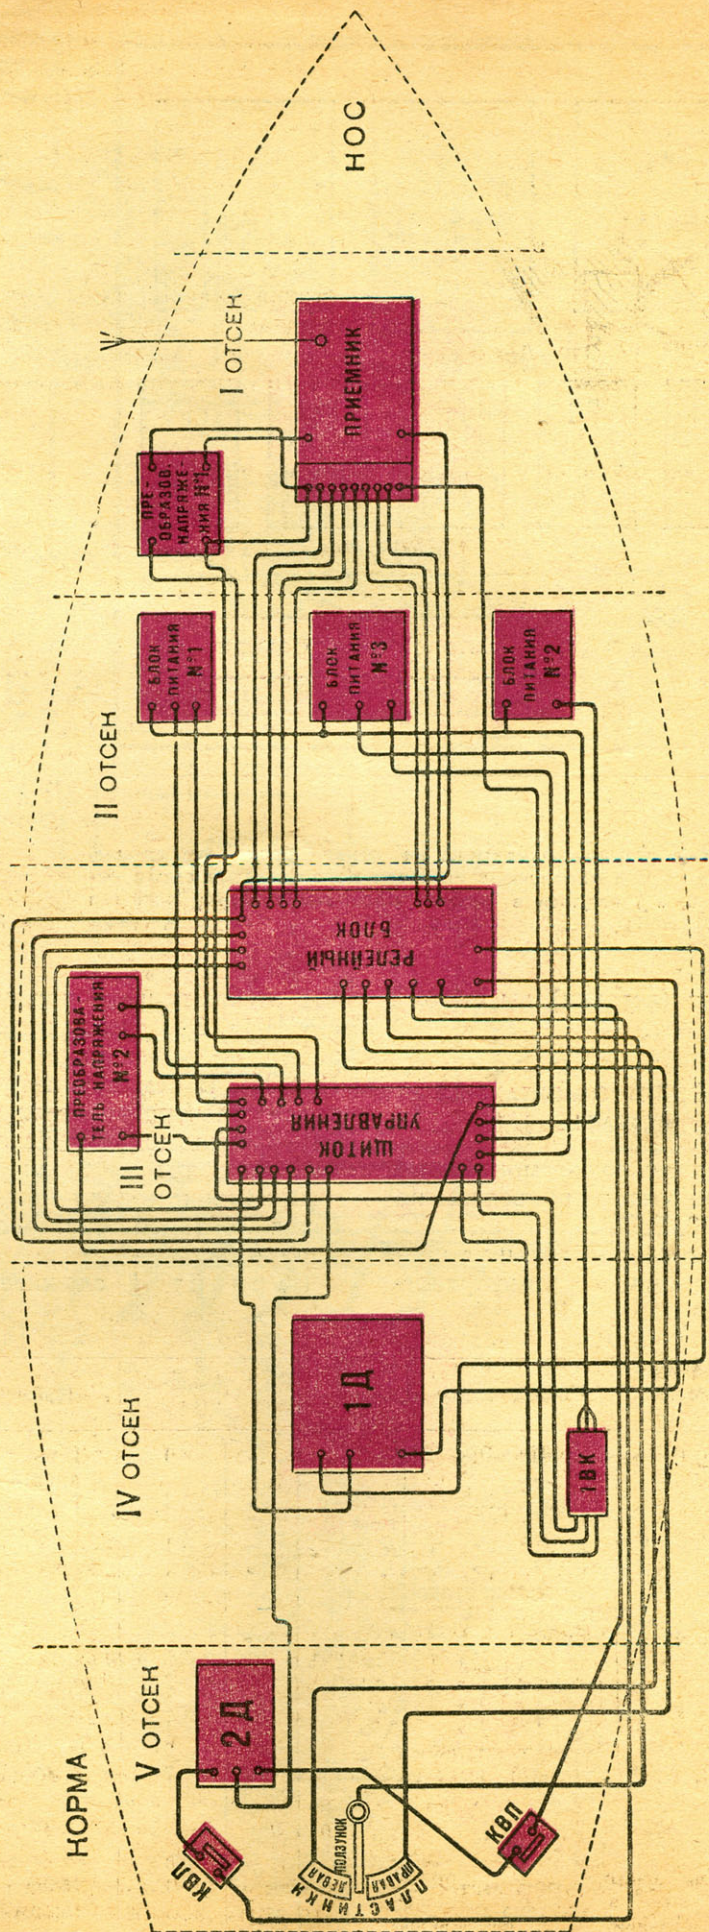 НОС
I ОТСЕК
ПРИЕМНИК
ПРЕ-
ОБРАЗОВ.
НАПРЯЖЕ-
НИЯ №1
II ОТСЕК
БЛОК
ПИТАНИЯ
№1
БЛОК
ПИТАНИЯ
№3
БЛОК
ПИТАНИЯ
№2
РЕЛЕЙНЫЙ
БЛОК
ПРЕОБРАЗОВА-
ТЕЛЬ НАПРЯЖЕНИЯ
№2
III
ОТСЕК
ЩИТОК
УПРАВЛЕНИЯ
IV ОТСЕК
1Д
1ВК
НОРМА
V ОТСЕК
2Д
КВЛ
ПОЛЗУНОК
ЛЕВАЯ
ПРАВАЯ
ПЛАСТИНКИ
КВП